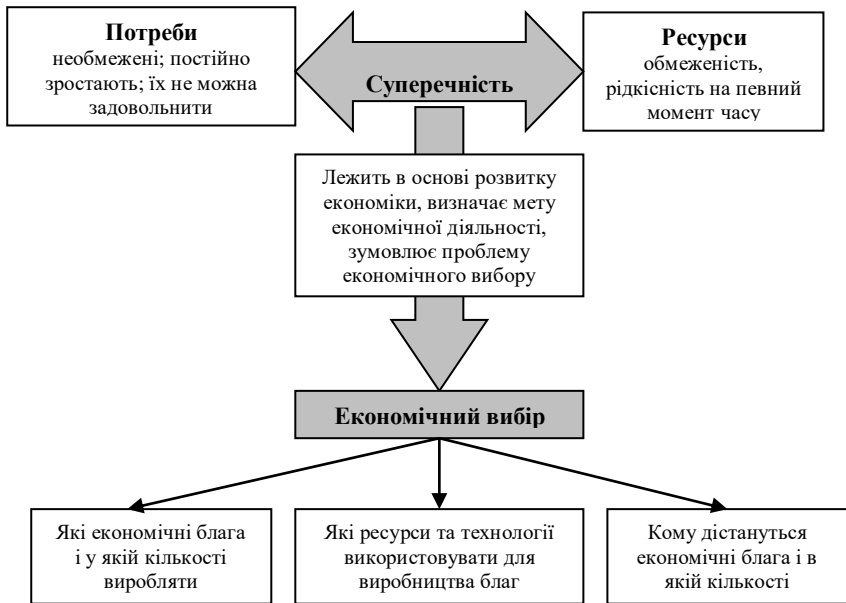 Потреби
необмежені; постійно
зростають; їх не можна
задовольнити
Суперечність
Ресурси
обмеженість,
рідкісність на певний
момент часу
Лежить в основі розвитку
економіки, визначає мету
економічної діяльності,
зумовлює проблему
економічного вибору
Економічний вибір
Які економічні блага
і у якій кількості
виробляти
Які ресурси та технології
використовувати для
виробництва благ
Кому дістануться
економічні блага і в
якій кількості